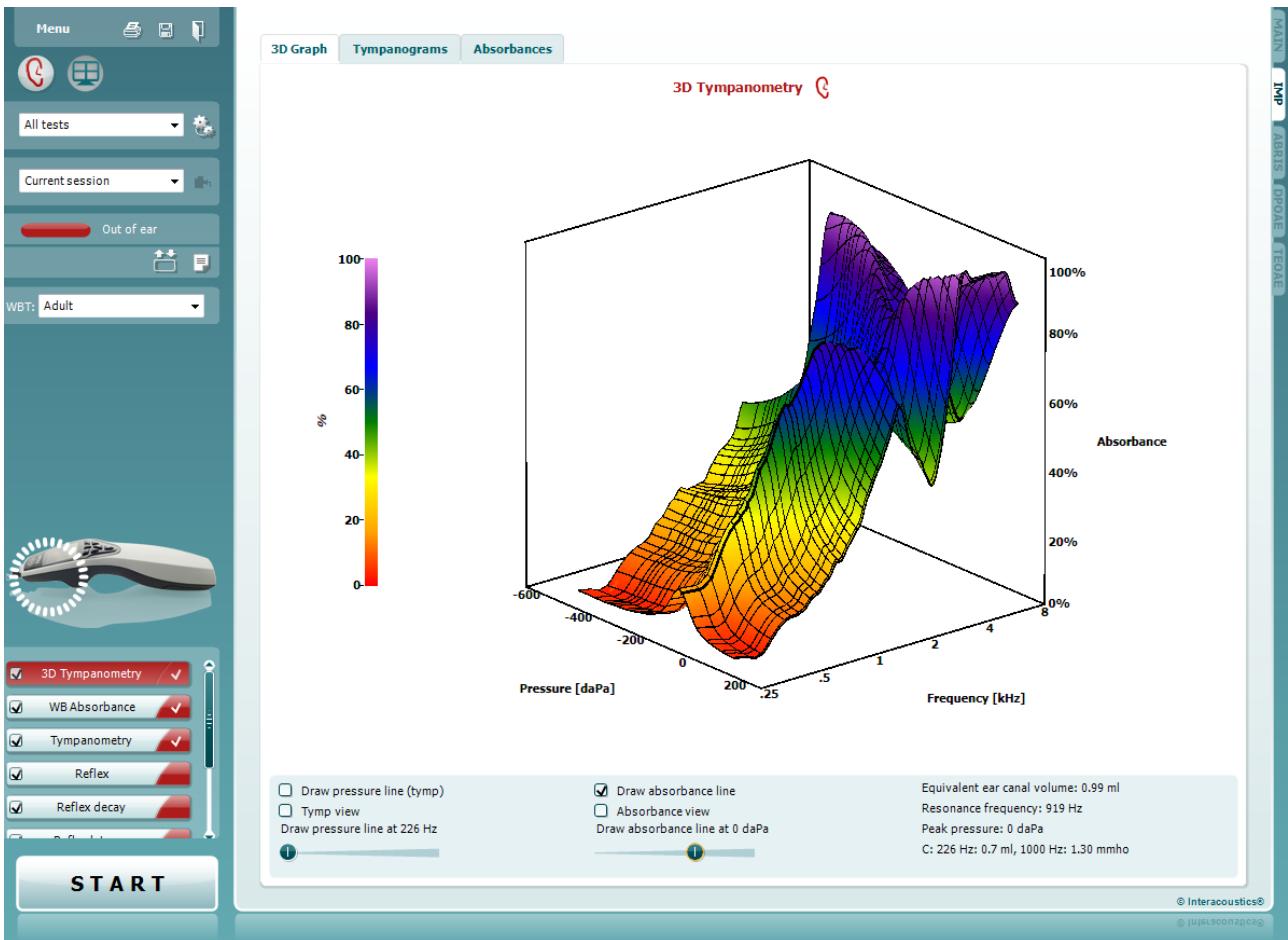 Menu
All tests
Current session
Out of ear
WBT: Adult
3D Tympanometry
WB Absorbance
Tympanometry
Reflex
Reflex decay
START
3D Graph
Tympanograms
Absorbances
3D Tympanometry
100
80
60
40
20
0
%
100%
80%
60%
40%
20%
0%
Absorbance
-600
-400
-200
0
200
Pressure [daPa]
.25
.5
1
2
4
8
Frequency [kHz]
Draw pressure line (tymp)
Tymp view
Draw pressure line at 226 Hz
Draw absorbance line
Absorbance view
Draw absorbance line at 0 daPa
Equivalent ear canal volume: 0.99 ml
Resonance frequency: 919 Hz
Peak pressure: 0 daPa
C: 226 Hz: 0.7 ml, 1000 Hz: 1.30 mmho
MAIN
IMP
ABRIS
DPOAE
TEOAE
© Interacoustics®